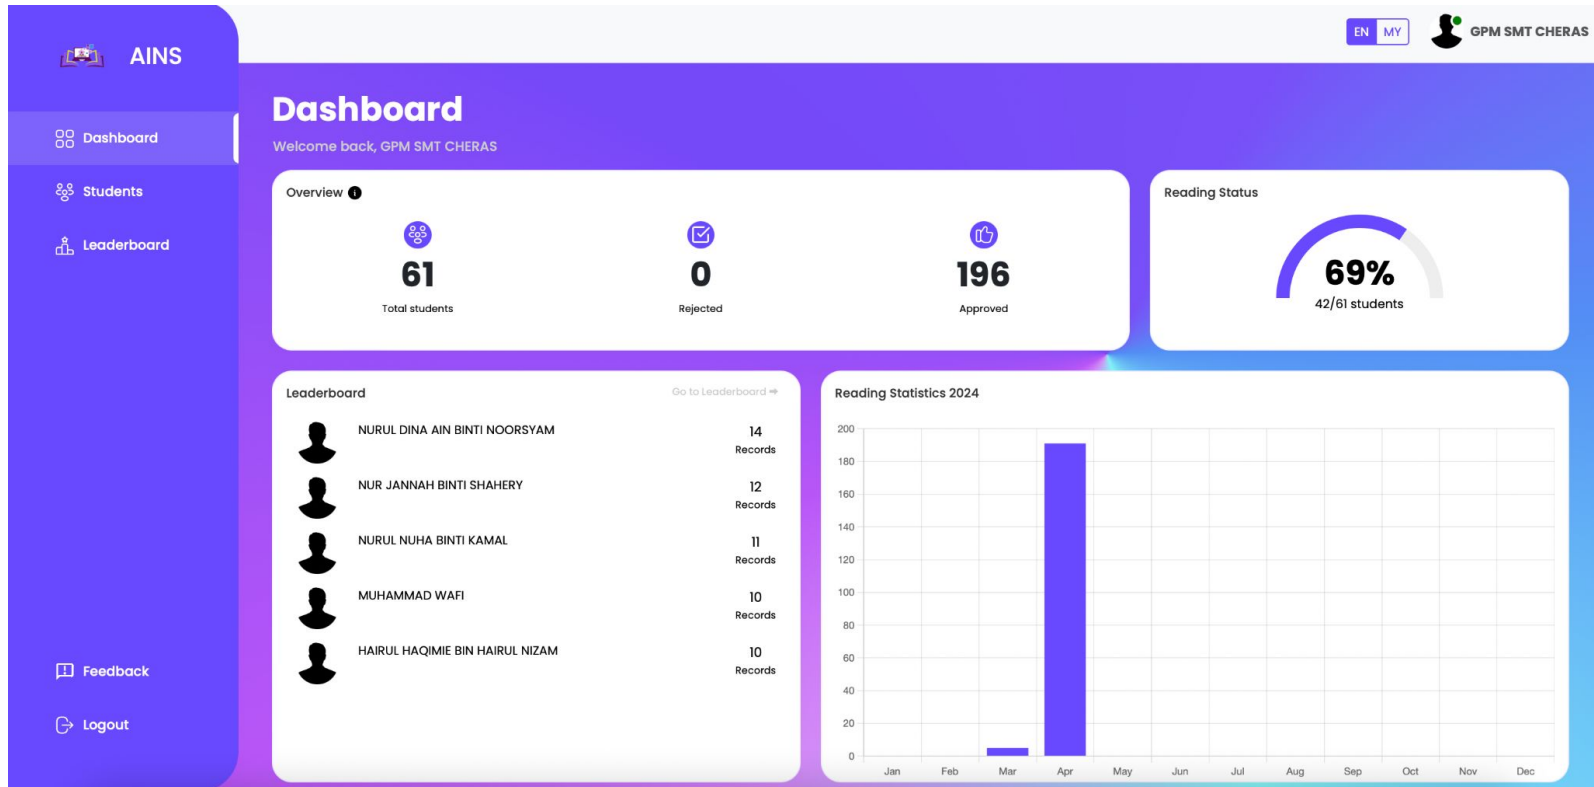 AINS
EN MY
GPM SMT CHERAS
Dashboard
Students
Leaderboard
Feedback
Logout
Dashboard
Welcome back, GPM SMT CHERAS
Overview
61
Total students
0
Rejected
196
Approved
Reading Status
69%
42/61 students
Leaderboard
Go to Leaderboard ➡
NURUL DINA AIN BINTI NOORSYAM
14
Records
NUR JANNAH BINTI SHAHERY
12
Records
NURUL NUHA BINTI KAMAL
11
Records
MUHAMMAD WAFI
10
Records
HAIRUL HAQIMIE BIN HAIRUL NIZAM
10
Records
Reading Statistics 2024
200
180
160
140
120
100
80
60
40
20
0
Jan Feb Mar Apr May Jun Jul Aug Sep Oct Nov Dec